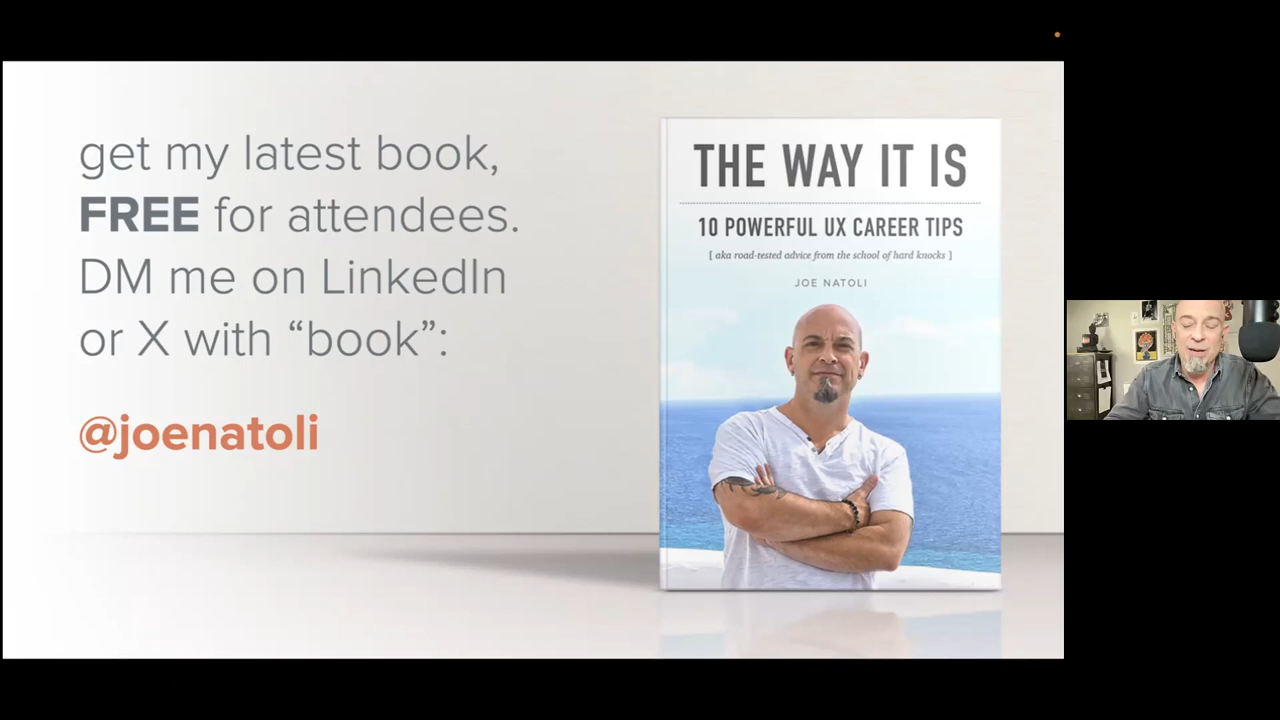 get my latest book,
FREE for attendees.
DM me on LinkedIn
or X with “book”:
@joenatoli
THE WAY IT IS
10 POWERFUL UX CAREER TIPS
[ aka road-tested advice from the school of hard knocks ]
JOE NATOLI